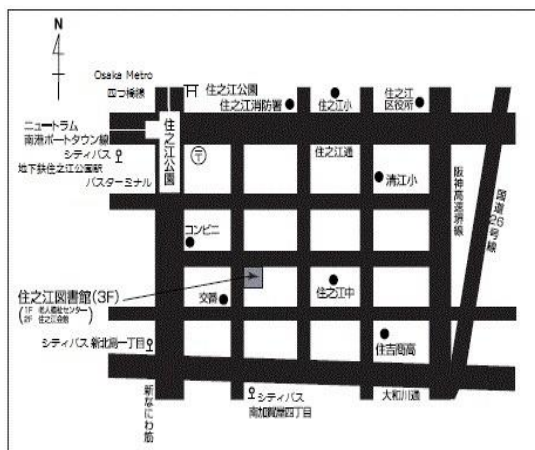 N
Osaka Metro
四つ橋線
住之江公園
住之江消防署
住之江小
住之江
区役所
ニュートラム
南港ポートタウン線
住之江公園
シティバス
地下鉄住之江公園駅
バスターミナル
住之江通
清江小
阪神高速堺線
国道26号線
コンビニ
住之江図書館(3F)
(1F 老人福祉センター
2F 住之江会館)
交番
住之江中
住吉商高
シティバス 新北島一丁目
新なにわ筋
シティバス
南加賀屋四丁目
大和川通